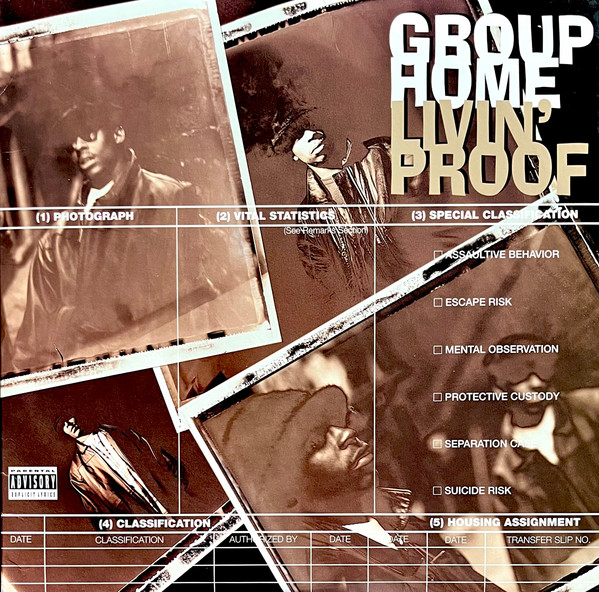 GROUP
HOME
LIVIN'
PROOF
(1) PHOTOGRAPH
(2) VITAL STATISTICS
(See Remarks Section)
(3) SPECIAL CLASSIFICATION
ASSAULTIVE BEHAVIOR
ESCAPE RISK
MENTAL OBSERVATION
PROTECTIVE CUSTODY
SEPARATION CASE
SUICIDE RISK
PARENTAL
ADVISORY
EXPLICIT LYRICS
(4) CLASSIFICATION
(5) HOUSING ASSIGNMENT
DATE CLASSIFICATION AUTHORIZED BY DATE DATE DATE TRANSFER SLIP NO.